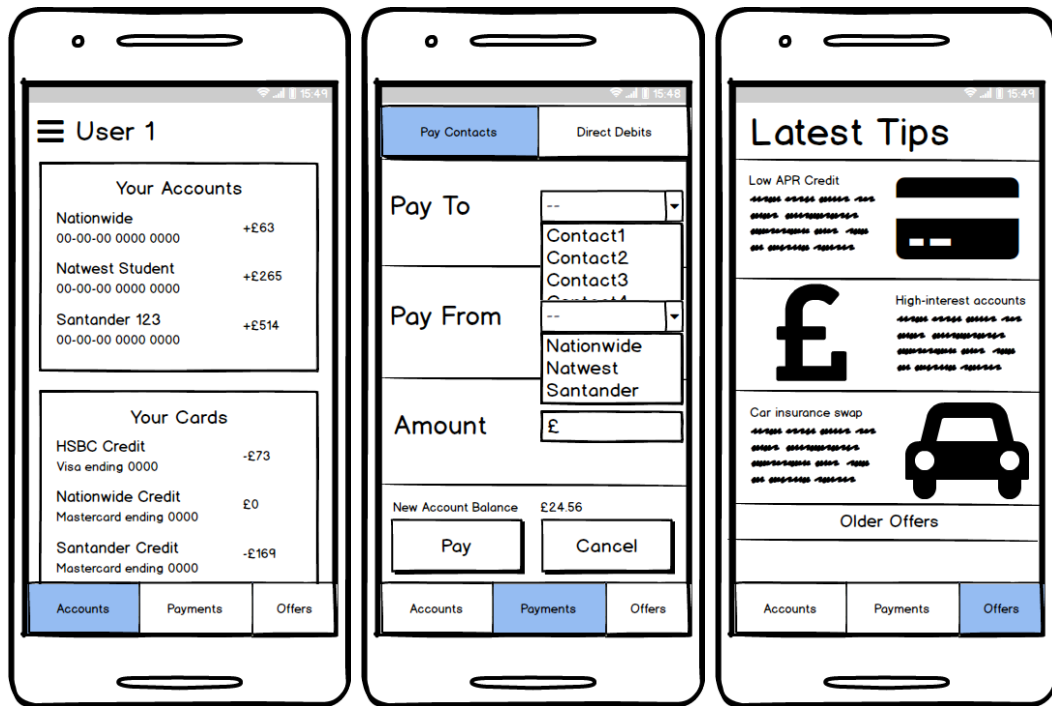 15:49
User 1
Your Accounts
Nationwide
00-00-00 0000 0000
+£63
Natwest Student
00-00-00 0000 0000
+£265
Santander 123
00-00-00 0000 0000
+£514
Your Cards
HSBC Credit
Visa ending 0000
-£73
Nationwide Credit
Mastercard ending 0000
£0
Santander Credit
Mastercard ending 0000
-£169
Accounts Payments Offers
15:48
Pay Contacts Direct Debits
Pay To
--
Contact1
Contact2
Contact3
Contact4
Pay From
--
Nationwide
Natwest
Santander
Amount
£
New Account Balance £24.56
Pay Cancel
Accounts Payments Offers
15:49
Latest Tips
Low APR Credit
£
High-interest accounts
Car insurance swap
Older Offers
Accounts Payments Offers